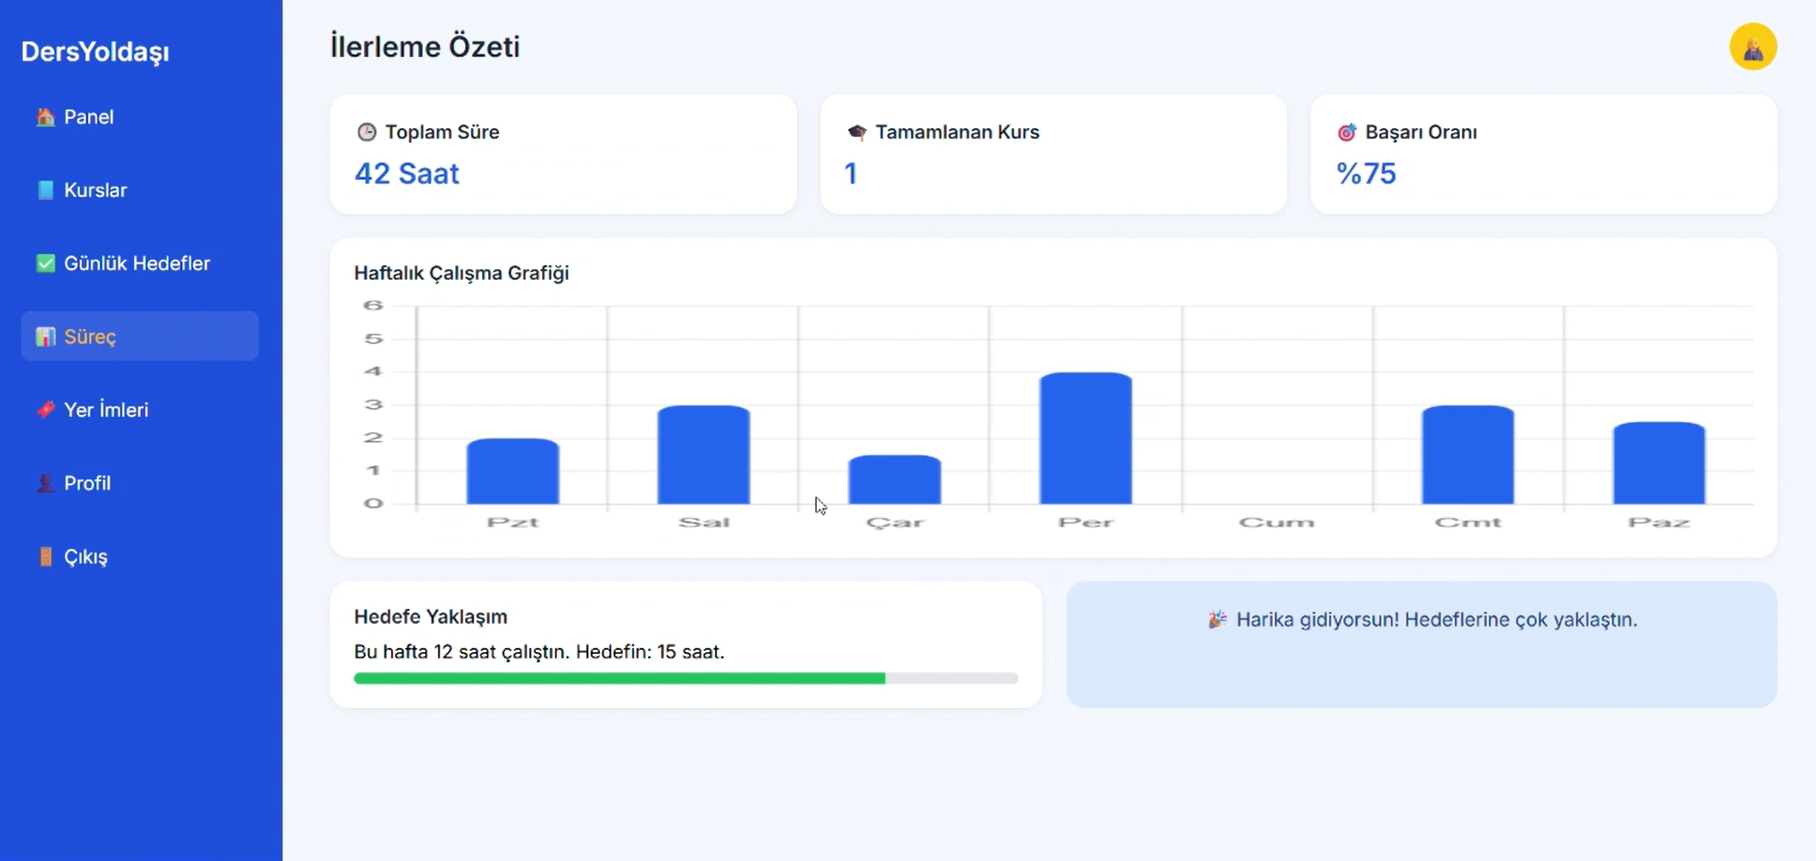 DersYoldaşı
Panel
Kurslar
Günlük Hedefler
Süreç
Yer İmleri
Profil
Çıkış
İlerleme Özeti
Toplam Süre
42 Saat
Tamamlanan Kurs
1
Başarı Oranı
%75
Haftalık Çalışma Grafiği
6
5
4
3
2
1
0
Pzt Sal Çar Per Cum Cmt Paz
Hedefe Yaklaşım
Bu hafta 12 saat çalıştın. Hedefin: 15 saat.
Harika gidiyorsun! Hedeflerine çok yaklaştın.